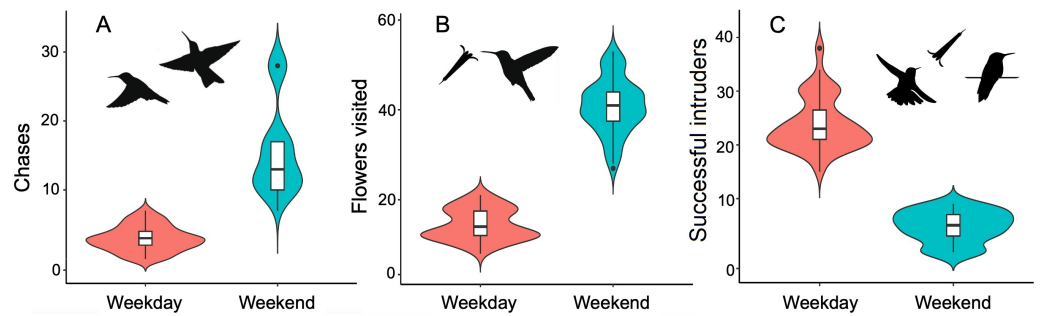 A
Chases
30
20
10
0
Weekday Weekend
B
Flowers visited
60
40
20
0
Weekday Weekend
C
Successful intruders
40
30
20
10
0
Weekday Weekend